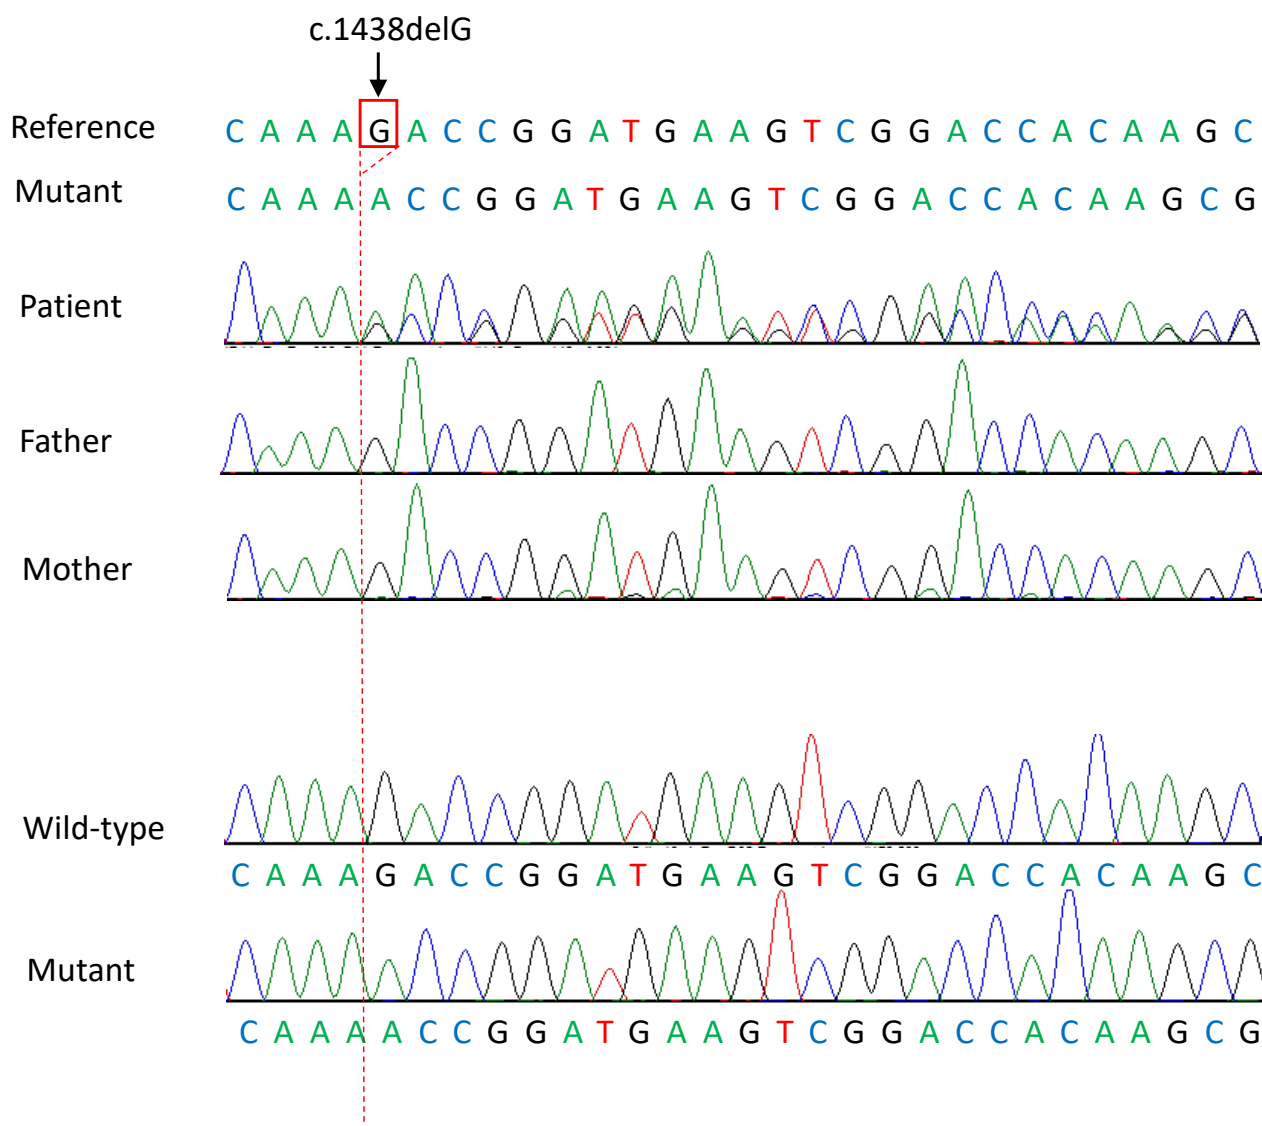 c.1438delG
Reference C A A A G A C C G G A T G A A G T C G G A C C A C A A G C
Mutant C A A A A C C G G A T G A A G T C G G A C C A C A A G C G
Patient
Father
Mother
Wild-type
C A A A G A C C G G A T G A A G T C G G A C C A C A A G C
Mutant
C A A A A C C G G A T G A A G T C G G A C C A C A A G C G